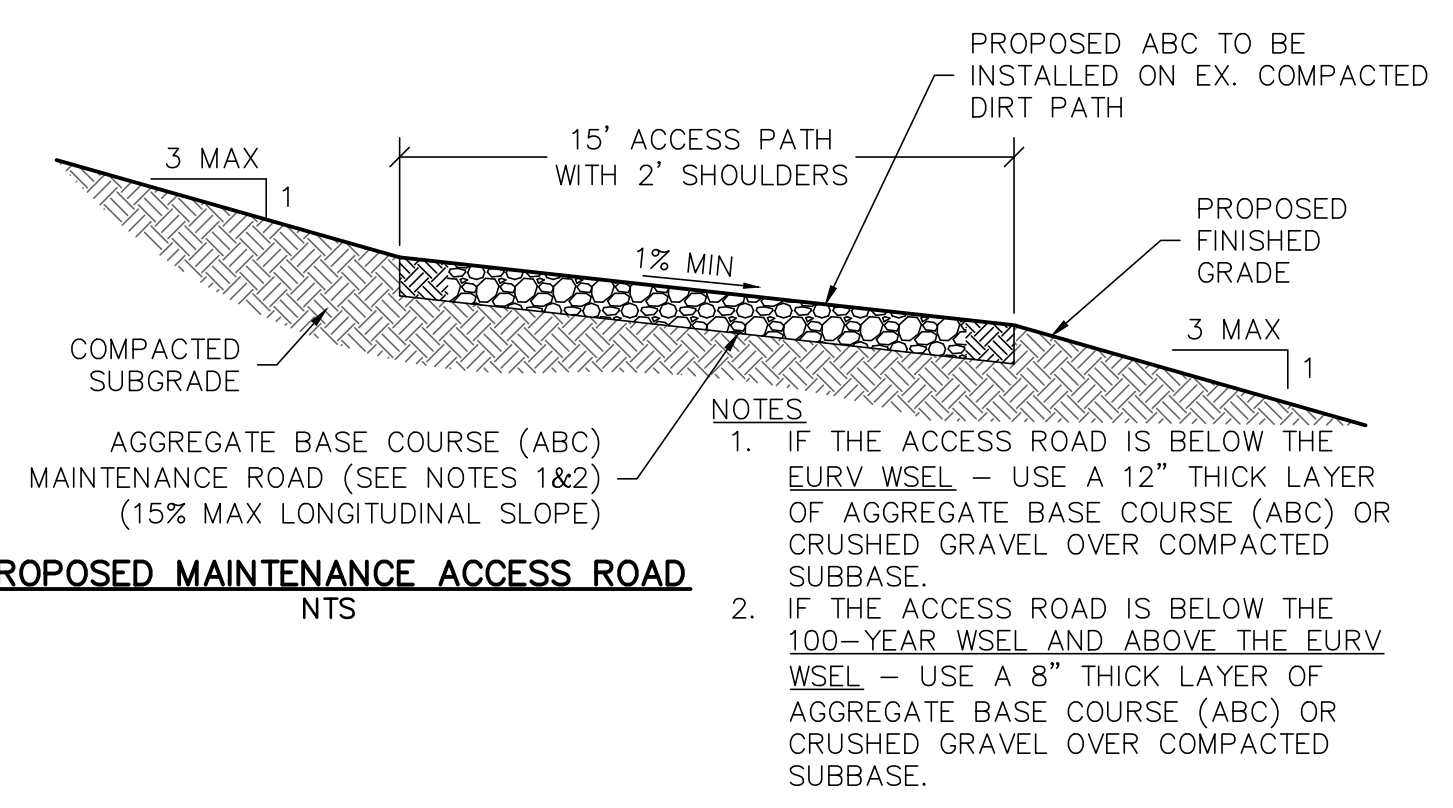 PROPOSED ABC TO BE
INSTALLED ON EX. COMPACTED
DIRT PATH
15' ACCESS PATH
WITH 2' SHOULDERS
3 MAX
1
1% MIN
PROPOSED
FINISHED
GRADE
3 MAX
1
COMPACTED
SUBGRADE
AGGREGATE BASE COURSE (ABC)
MAINTENANCE ROAD (SEE NOTES 1&2)
(15% MAX LONGITUDINAL SLOPE)
ROPOSED MAINTENANCE ACCESS ROAD
NTS
NOTES
1. IF THE ACCESS ROAD IS BELOW THE
EURV WSEL – USE A 12" THICK LAYER
OF AGGREGATE BASE COURSE (ABC) OR
CRUSHED GRAVEL OVER COMPACTED
SUBBASE.
2. IF THE ACCESS ROAD IS BELOW THE
100–YEAR WSEL AND ABOVE THE EURV
WSEL – USE A 8" THICK LAYER OF
AGGREGATE BASE COURSE (ABC) OR
CRUSHED GRAVEL OVER COMPACTED
SUBBASE.